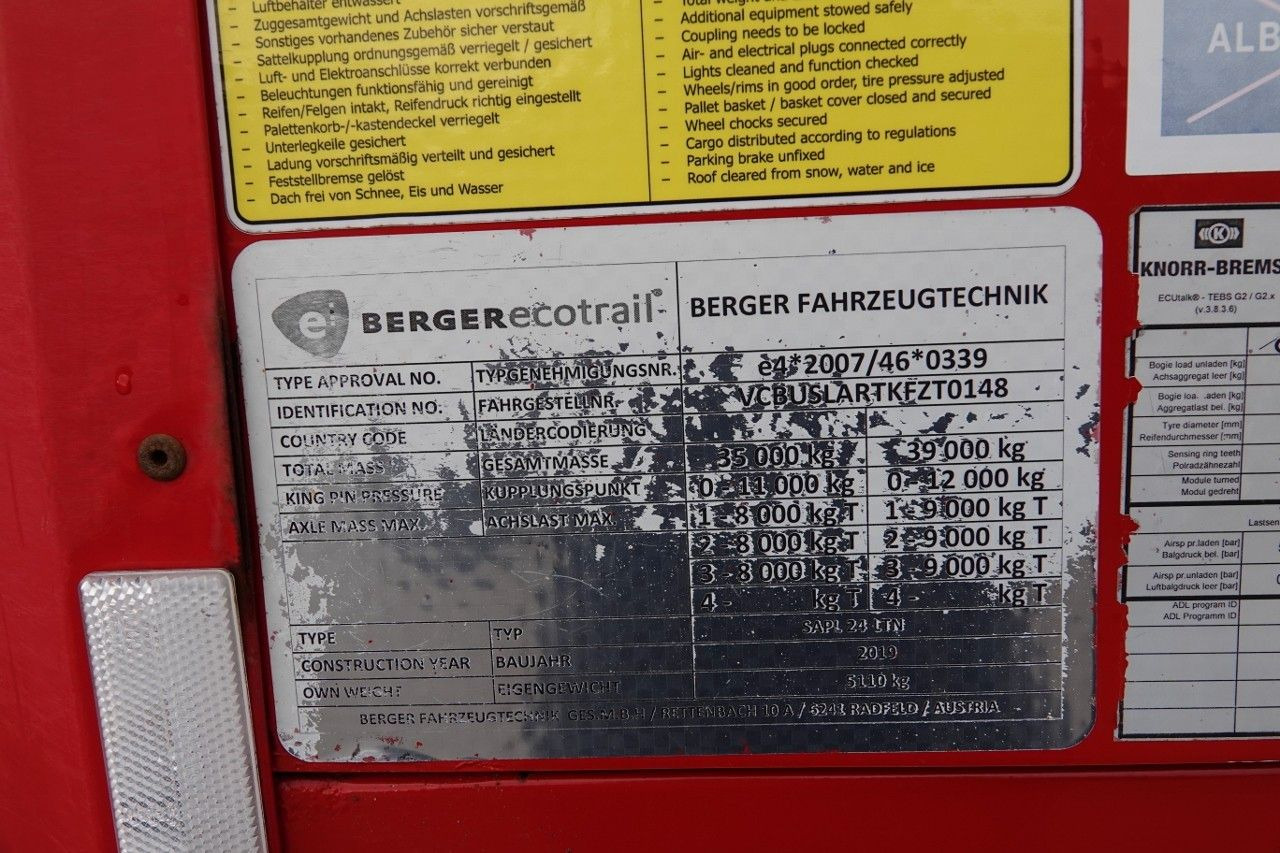 Luftbehälter entwässert
– Zuggesamtgewicht und Achslasten vorschriftsgemäß
– Sonstiges vorhandenes Zubehör sicher verstaut
– Sattelkupplung ordnungsgemäß verriegelt / gesichert
– Luft- und Elektroanschlüsse korrekt verbunden
– Beleuchtungen funktionsfähig und gereinigt
– Reifen/Felgen intakt, Reifendruck richtig eingestellt
– Palettenkorb-/-kastendeckel verriegelt
– Unterlegkeile gesichert
– Ladung vorschriftsmäßig verteilt und gesichert
– Feststellbremse gelöst
– Dach frei von Schnee, Eis und Wasser
– Total weight
– Additional equipment stowed safely
– Coupling needs to be locked
– Air- and electrical plugs connected correctly
– Lights cleaned and function checked
– Wheels/rims in good order, tire pressure adjusted
– Pallet basket / basket cover closed and secured
– Wheel chocks secured
– Cargo distributed according to regulations
– Parking brake unfixed
– Roof cleared from snow, water and ice
ALB
e BERGERecotrail BERGER FAHRZEUGTECHNIK
TYPE APPROVAL NO. TYPGENEHMIGUNGSNR. e4*2007/46*0339
IDENTIFICATION NO. FAHRGESTELLNR. VCBUSLARTKFZT0148
COUNTRY CODE LÄNDERCODIERUNG
TOTAL MASS GESAMTMASSE 35 000 kg 39 000 kg
KING PIN PRESSURE KUPPLUNGSPUNKT 0 - 11 000 kg 0 - 12 000 kg
AXLE MASS MAX. ACHSLAST MAX. 1 - 8 000 kg T 1 - 9 000 kg T
2 - 8 000 kg T 2 - 9 000 kg T
3 - 8 000 kg T 3 - 9 000 kg T
4 - kg T 4 - kg T
TYPE TYP SAPL 24 LTN
CONSTRUCTION YEAR BAUJAHR 2019
OWN WEIGHT EIGENGEWICHT 5110 kg
BERGER FAHRZEUGTECHNIK GES.M.B.H / RETTENBACH 10 A / 6241 RADFELD / AUSTRIA
K
KNORR-BREMS
ECUtalk® - TEBS G2 / G2.x
(v.3.8.3.6)
Bogie load unladen [kg]
Achsaggregat leer [kg]
Bogie loa. .aden [kg]
Aggregatlast bel. [kg]
Tyre diameter [mm]
Reifendurchmesser [mm]
Sensing ring teeth
Polradzähnezahl
Module turned
Modul gedreht
Lastsen
Airsp pr.laden [bar]
Balgdruck bel. [bar]
Airsp pr.unladen [bar]
Luftbalgdruck leer [bar]
ADL program ID
ADL Programm ID